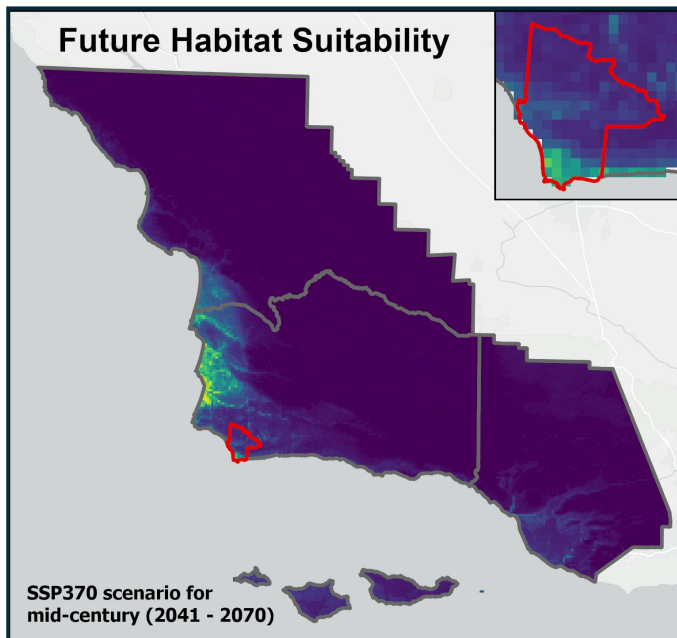 Future Habitat Suitability
SSP370 scenario for
mid-century (2041 - 2070)